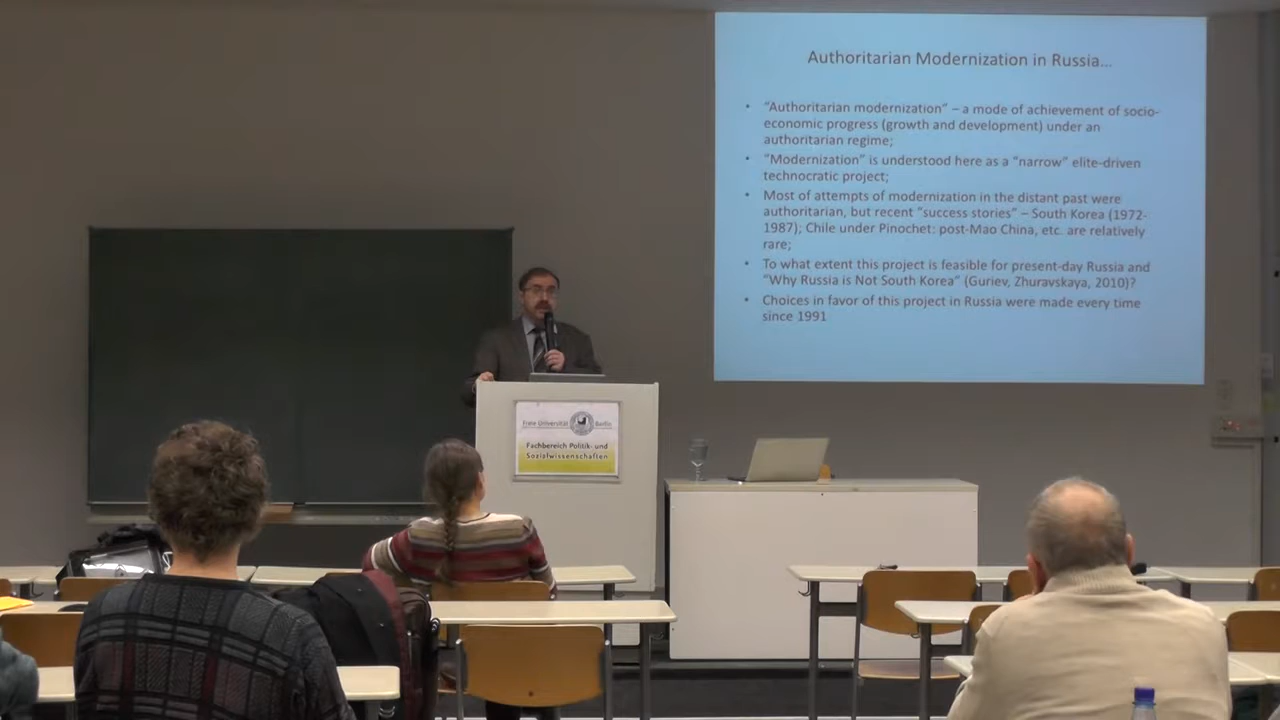 Authoritarian Modernization in Russia...
• "Authoritarian modernization" – a mode of achievement of socio-
economic progress (growth and development) under an
authoritarian regime;
• "Modernization" is understood here as a "narrow" elite-driven
technocratic project;
• Most of attempts of modernization in the distant past were
authoritarian, but recent "success stories" – South Korea (1972-
1987); Chile under Pinochet: post-Mao China, etc. are relatively
rare;
• To what extent this project is feasible for present-day Russia and
"Why Russia is Not South Korea" (Guriev, Zhuravskaya, 2010)?
• Choices in favor of this project in Russia were made every time
since 1991
Freie Universität Berlin
Fachbereich Politik- und
Sozialwissenschaften